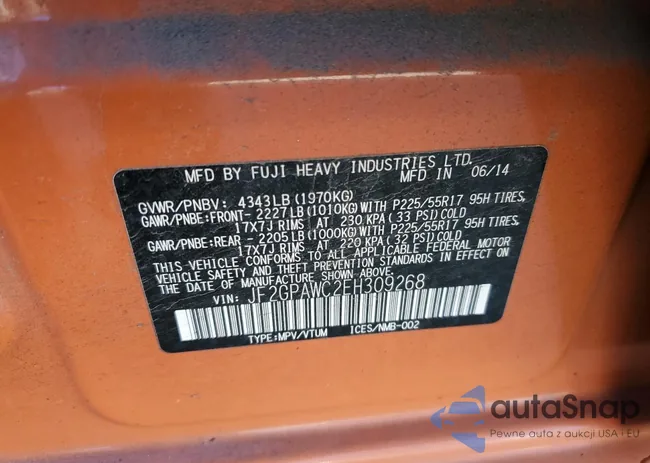 MFD BY FUJI HEAVY INDUSTRIES LTD.
MFD IN 06/14
GVWR/PNBV: 4343LB(1970KG)
GAWR/PNBE:FRONT- 2227LB(1010KG)WITH P225/55R17 95H TIRES,
17X7J RIMS AT 230 KPA(33 PSI)COLD
GAWR/PNBE:REAR - 2205LB(1000KG)WITH P225/55R17 95H TIRES,
17X7J RIMS AT 220 KPA(32 PSI)COLD
THIS VEHICLE CONFORMS TO ALL APPLICABLE FEDERAL MOTOR
VEHICLE SAFETY AND BUMPER STANDARDS IN EFFECT ON
THE DATE OF MANUFACTURE SHOWN ABOVE.
VIN: JF2GPAWC2EH309268
TYPE:MPV/VTUM ICES/NMB-002
autaSnap
Pewne auta z aukcji USA i EU